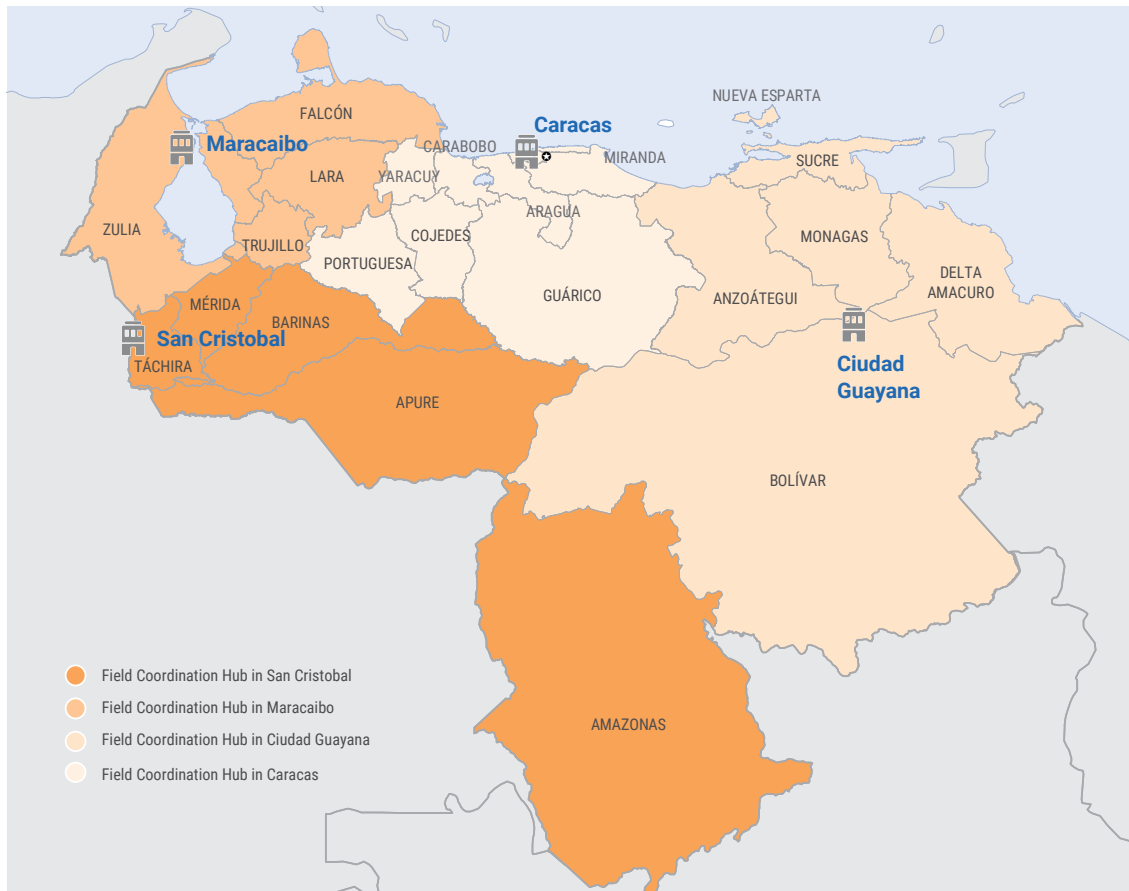 NUEVA ESPARTA
FALCÓN
Caracas
Maracaibo
CARABOBO
MIRANDA
SUCRE
LARA
YARACUY
ARAGUA
ZULIA
TRUJILLO
COJEDES
MONAGAS
PORTUGUESA
DELTA
AMACURO
GUÁRICO
ANZOÁTEGUI
MÉRIDA
BARINAS
San Cristobal
TÁCHIRA
Ciudad
Guayana
APURE
BOLÍVAR
AMAZONAS
Field Coordination Hub in San Cristobal
Field Coordination Hub in Maracaibo
Field Coordination Hub in Ciudad Guayana
Field Coordination Hub in Caracas